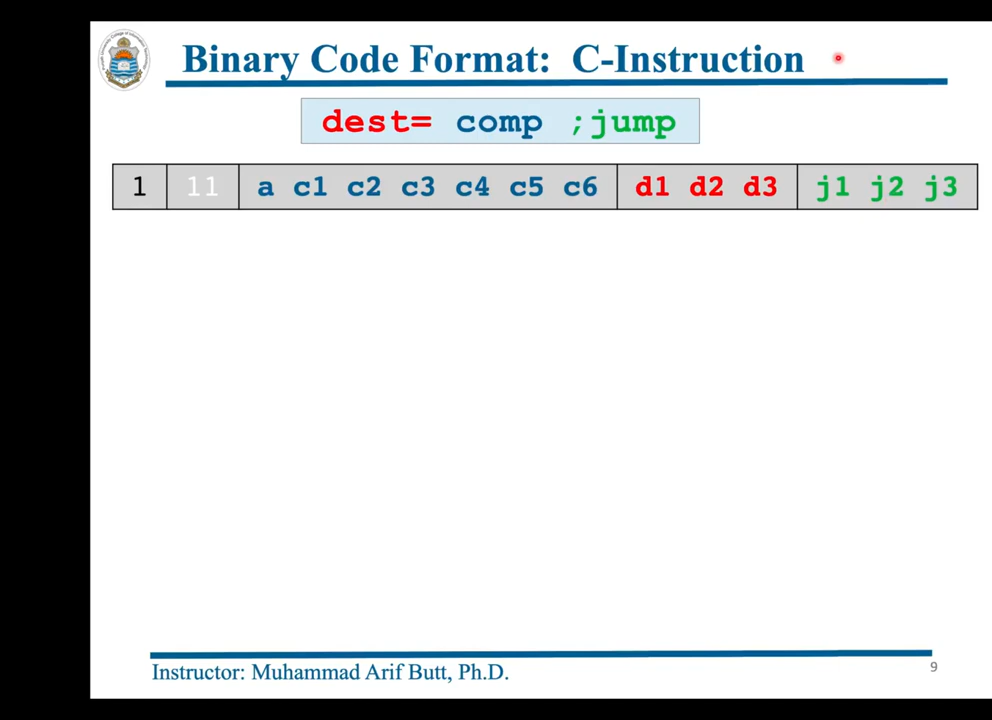 Binary Code Format: C-Instruction
dest= comp ;jump
1 11 a c1 c2 c3 c4 c5 c6 d1 d2 d3 j1 j2 j3
Instructor: Muhammad Arif Butt, Ph.D.
9